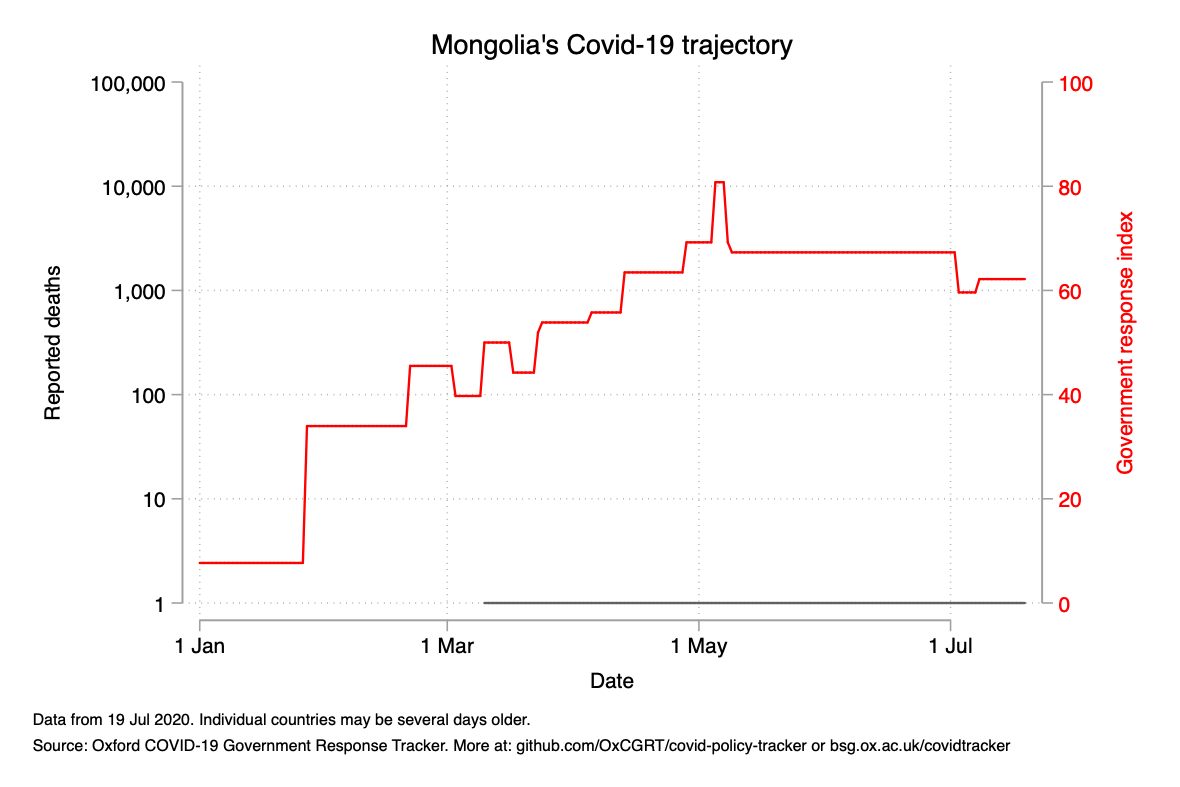 Mongolia's Covid-19 trajectory
100,000
10,000
1,000
100
10
1
Reported deaths
100
80
60
40
20
0
Government response index
1 Jan
1 Mar
1 May
1 Jul
Date
Data from 19 Jul 2020. Individual countries may be several days older.
Source: Oxford COVID-19 Government Response Tracker. More at: github.com/OxCGRT/covid-policy-tracker or bsg.ox.ac.uk/covidtracker